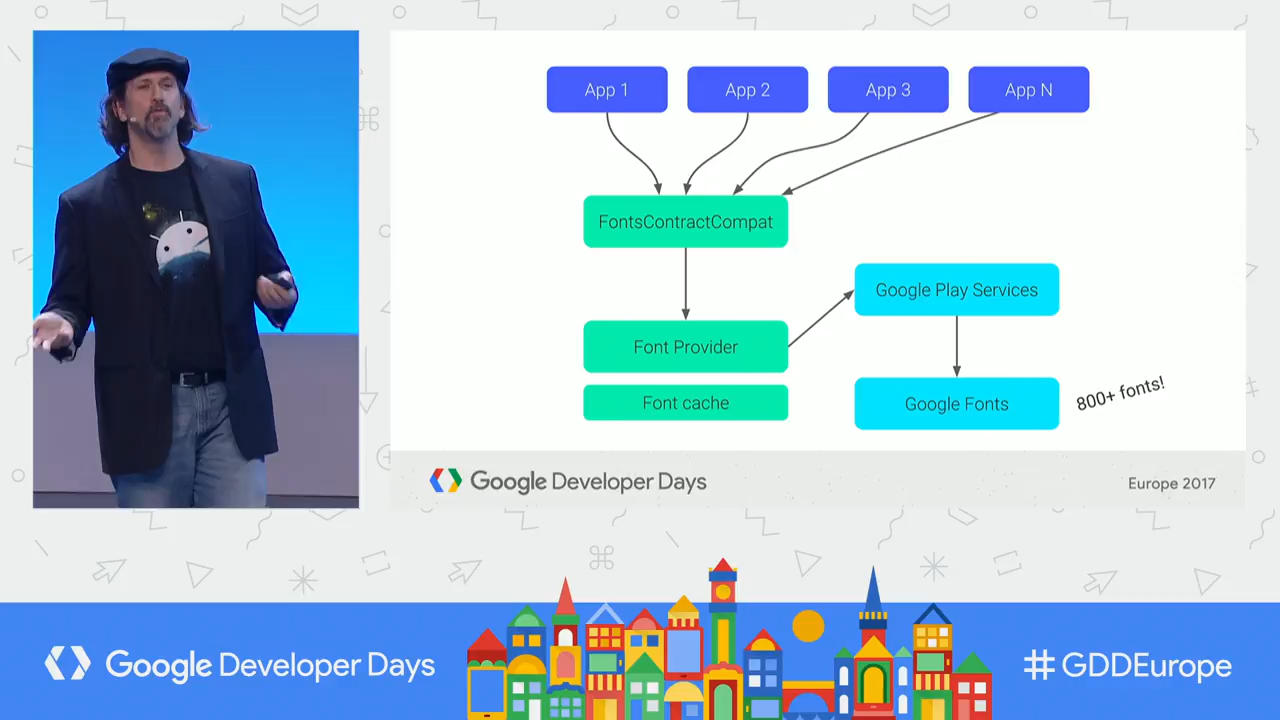 App 1
App 2
App 3
App N
FontsContractCompat
Google Play Services
Font Provider
Font cache
Google Fonts
800+ fonts!
Google Developer Days
Europe 2017
Google Developer Days
#GDDEurope